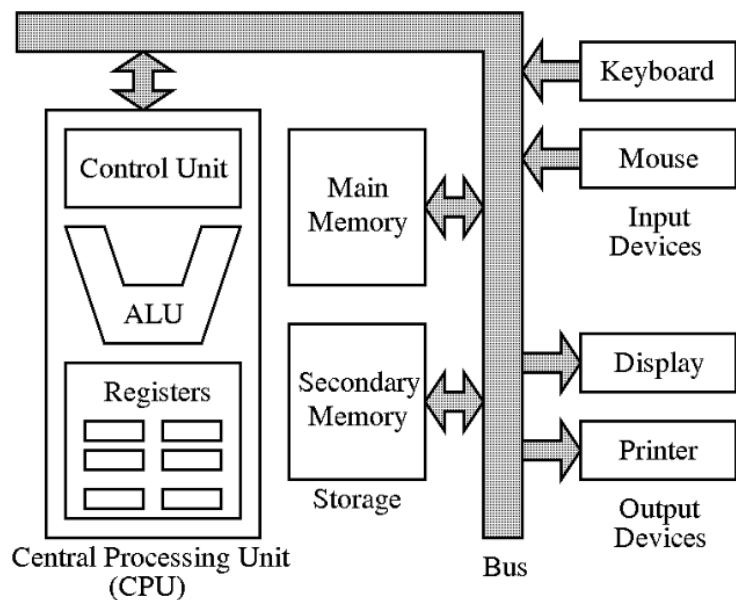 Control Unit
ALU
Registers
Central Processing Unit
(CPU)
Main
Memory
Secondary
Memory
Storage
Bus
Keyboard
Mouse
Input
Devices
Display
Printer
Output
Devices